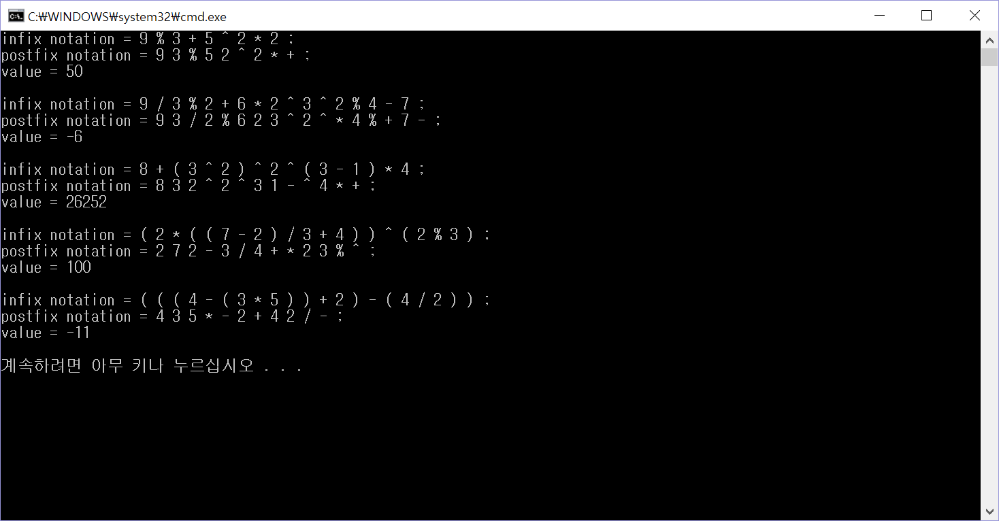 C:₩WINDOWS₩system32₩cmd.exe
infix notation = 9 % 3 + 5 ^ 2 * 2 ;
postfix notation = 9 3 % 5 2 ^ 2 * + ;
value = 50
infix notation = 9 / 3 % 2 + 6 * 2 ^ 3 ^ 2 % 4 - 7 ;
postfix notation = 9 3 / 2 % 6 2 3 ^ 2 ^ * 4 % + 7 - ;
value = -6
infix notation = 8 + ( 3 ^ 2 ) ^ 2 ^ ( 3 - 1 ) * 4 ;
postfix notation = 8 3 2 ^ 2 ^ 3 1 - ^ 4 * + ;
value = 26252
infix notation = ( 2 * ( ( 7 - 2 ) / 3 + 4 ) ) ^ ( 2 % 3 ) ;
postfix notation = 2 7 2 - 3 / 4 + * 2 3 % ^ ;
value = 100
infix notation = ( ( ( 4 - ( 3 * 5 ) ) + 2 ) - ( 4 / 2 ) ) ;
postfix notation = 4 3 5 * - 2 + 4 2 / - ;
value = -11
계속하려면 아무 키나 누르십시오 . . .